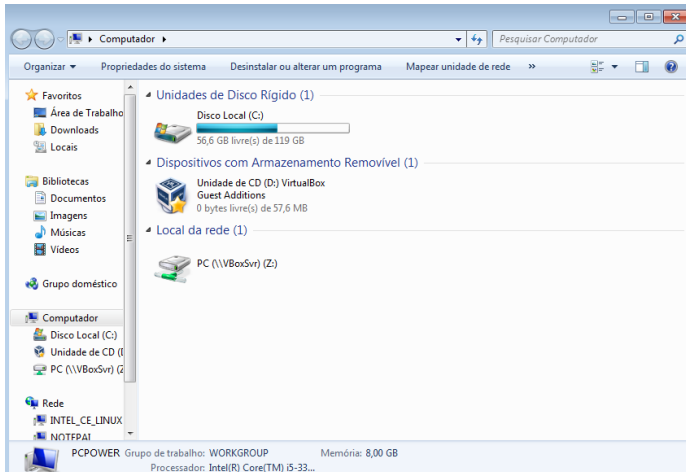 Computador
Pesquisar Computador
Organizar
Propriedades do sistema
Desinstalar ou alterar um programa
Mapear unidade de rede
»
Favoritos
Área de Trabalho
Downloads
Locais
Bibliotecas
Documentos
Imagens
Músicas
Vídeos
Grupo doméstico
Computador
Disco Local (C:)
Unidade de CD (D
PC (\\VBoxSvr) (Z
Rede
INTEL_CE_LINUX
NOTEPAI
Unidades de Disco Rígido (1)
Disco Local (C:)
56,6 GB livre(s) de 119 GB
Dispositivos com Armazenamento Removível (1)
Unidade de CD (D:) VirtualBox
Guest Additions
0 bytes livre(s) de 57,6 MB
Local da rede (1)
PC (\\VBoxSvr) (Z:)
PCPOWER Grupo de trabalho: WORKGROUP Memória: 8,00 GB
Processador: Intel(R) Core(TM) i5-33...